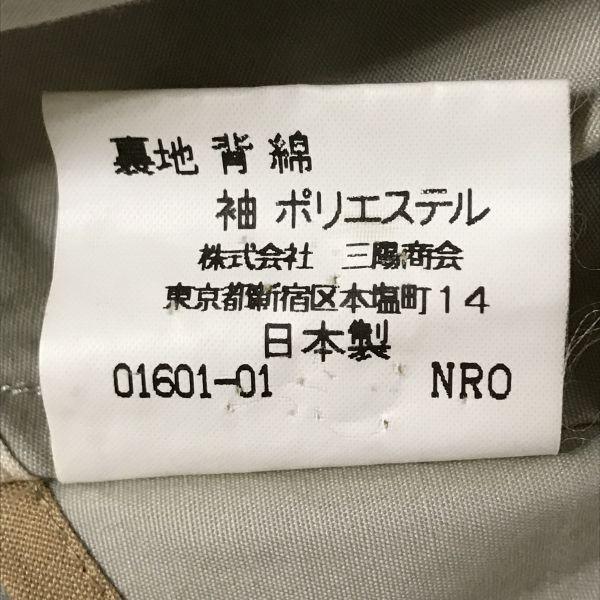 裏地 背 綿
袖 ポリエステル
株式会社 三陽商会
東京都新宿区本塩町14
日本製
01601-01 NRO